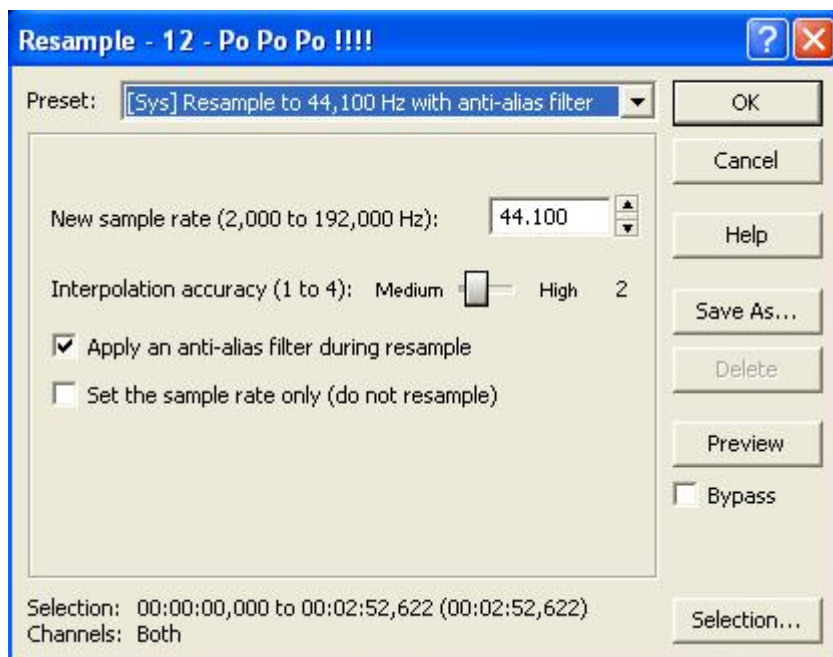 Resample - 12 - Po Po Po !!!!
Preset: [Sys] Resample to 44,100 Hz with anti-alias filter
OK
Cancel
New sample rate (2,000 to 192,000 Hz): 44.100
Help
Interpolation accuracy (1 to 4): Medium High 2
Save As...
Apply an anti-alias filter during resample
Delete
Set the sample rate only (do not resample)
Preview
Bypass
Selection: 00:00:00,000 to 00:02:52,622 (00:02:52,622)
Channels: Both
Selection...